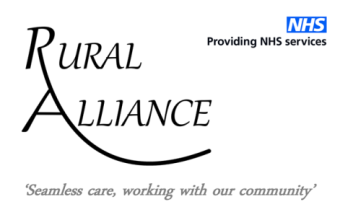 NHS
Providing NHS services
RURAL
ALLIANCE
‘Seamless care, working with our community’